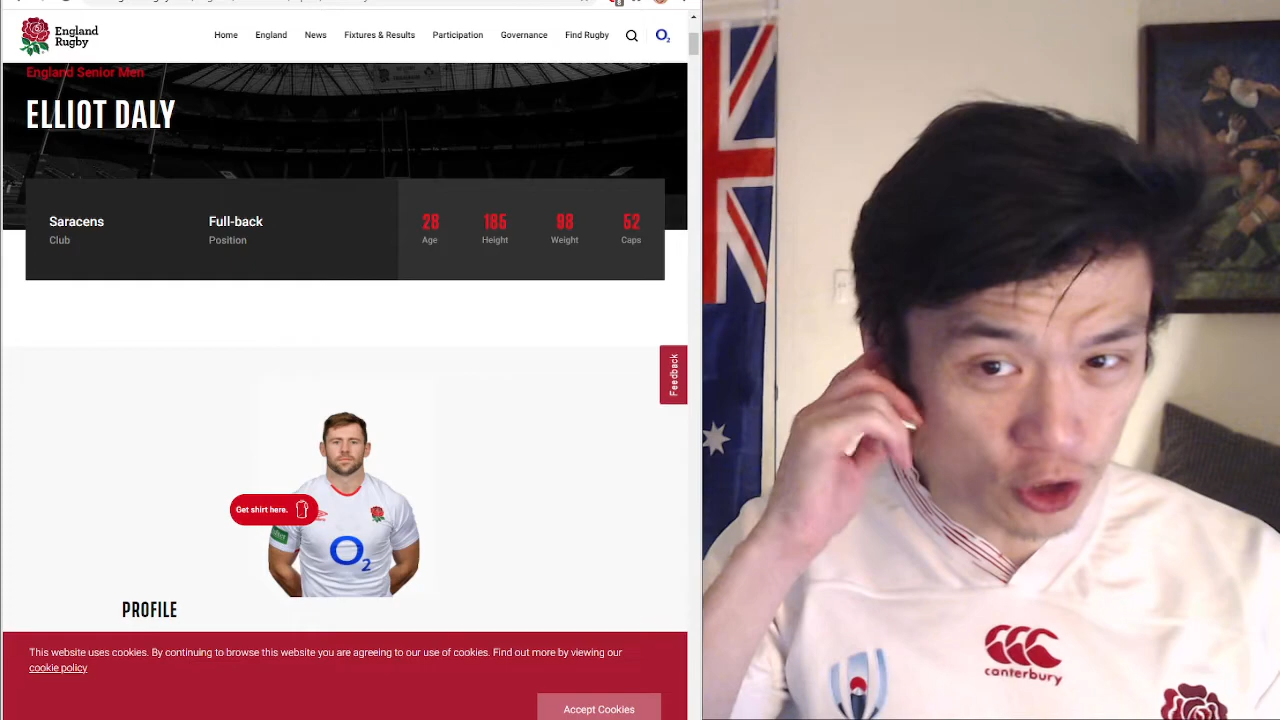 England
Rugby
Home England News Fixtures & Results Participation Governance Find Rugby O2
England Senior Men
ELLIOT DALY
Saracens Full-back 28 185 98 52
Club Position Age Height Weight Caps
Feedback
Get shirt here.
O2
PROFILE
This website uses cookies. By continuing to browse this website you are agreeing to our use of cookies. Find out more by viewing our
cookie policy
Accept Cookies
canterbury